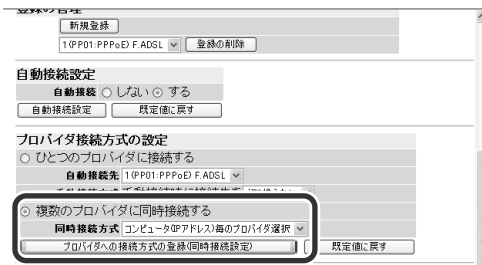 登録の管理
新規登録
1(PP01:PPPoE) F.ADSL 登録の削除
自動接続設定
自動接続 しない する
自動接続設定 既定値に戻す
プロバイダ接続方式の設定
ひとつのプロバイダに接続する
自動接続先 1(PP01:PPPoE) F.ADSL
複数のプロバイダに同時接続する
同時接続方式 コンピュータ(IPアドレス)毎のプロバイダ選択
プロバイダへの接続方式の登録(同時接続設定) 既定値に戻す